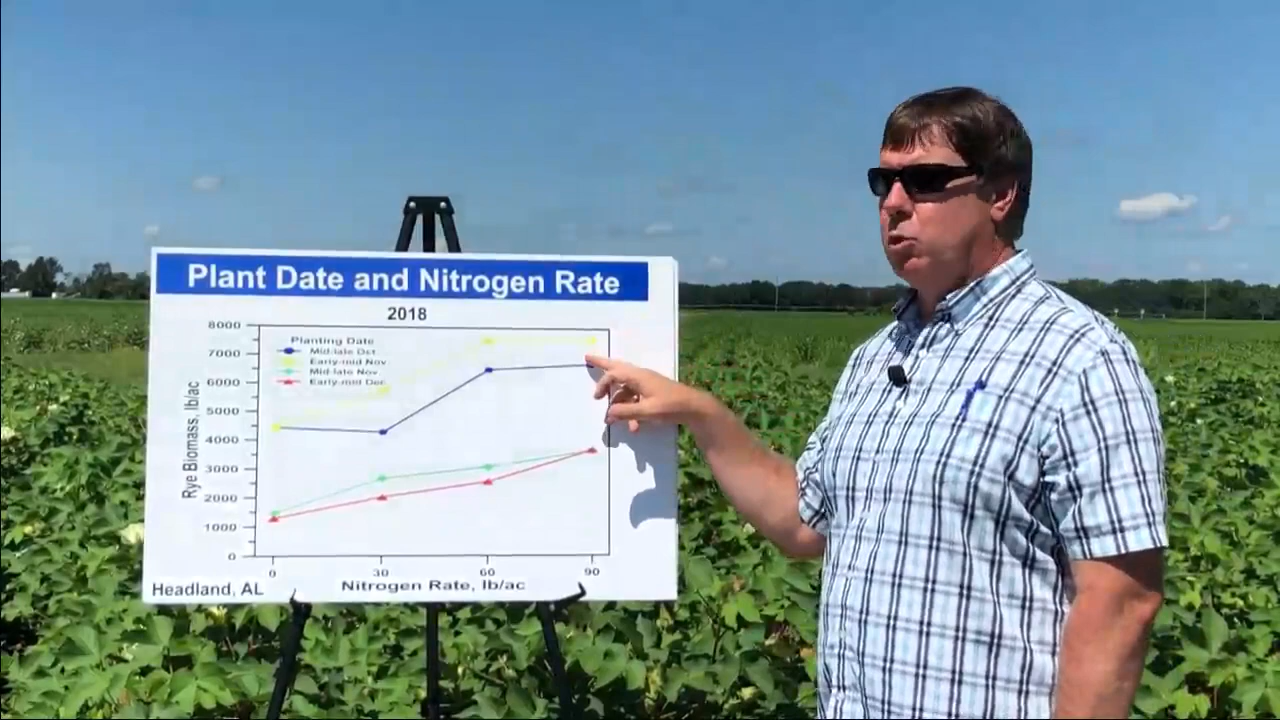 Plant Date and Nitrogen Rate
2018
8000
7000
6000
5000
4000
3000
2000
1000
0
Rye Biomass, lb/ac
Planting Date
Mid-late Oct
Early-mid Nov
Mid-late Nov
Early-mid Dec
0 30 60 90
Nitrogen Rate, lb/ac
Headland, AL